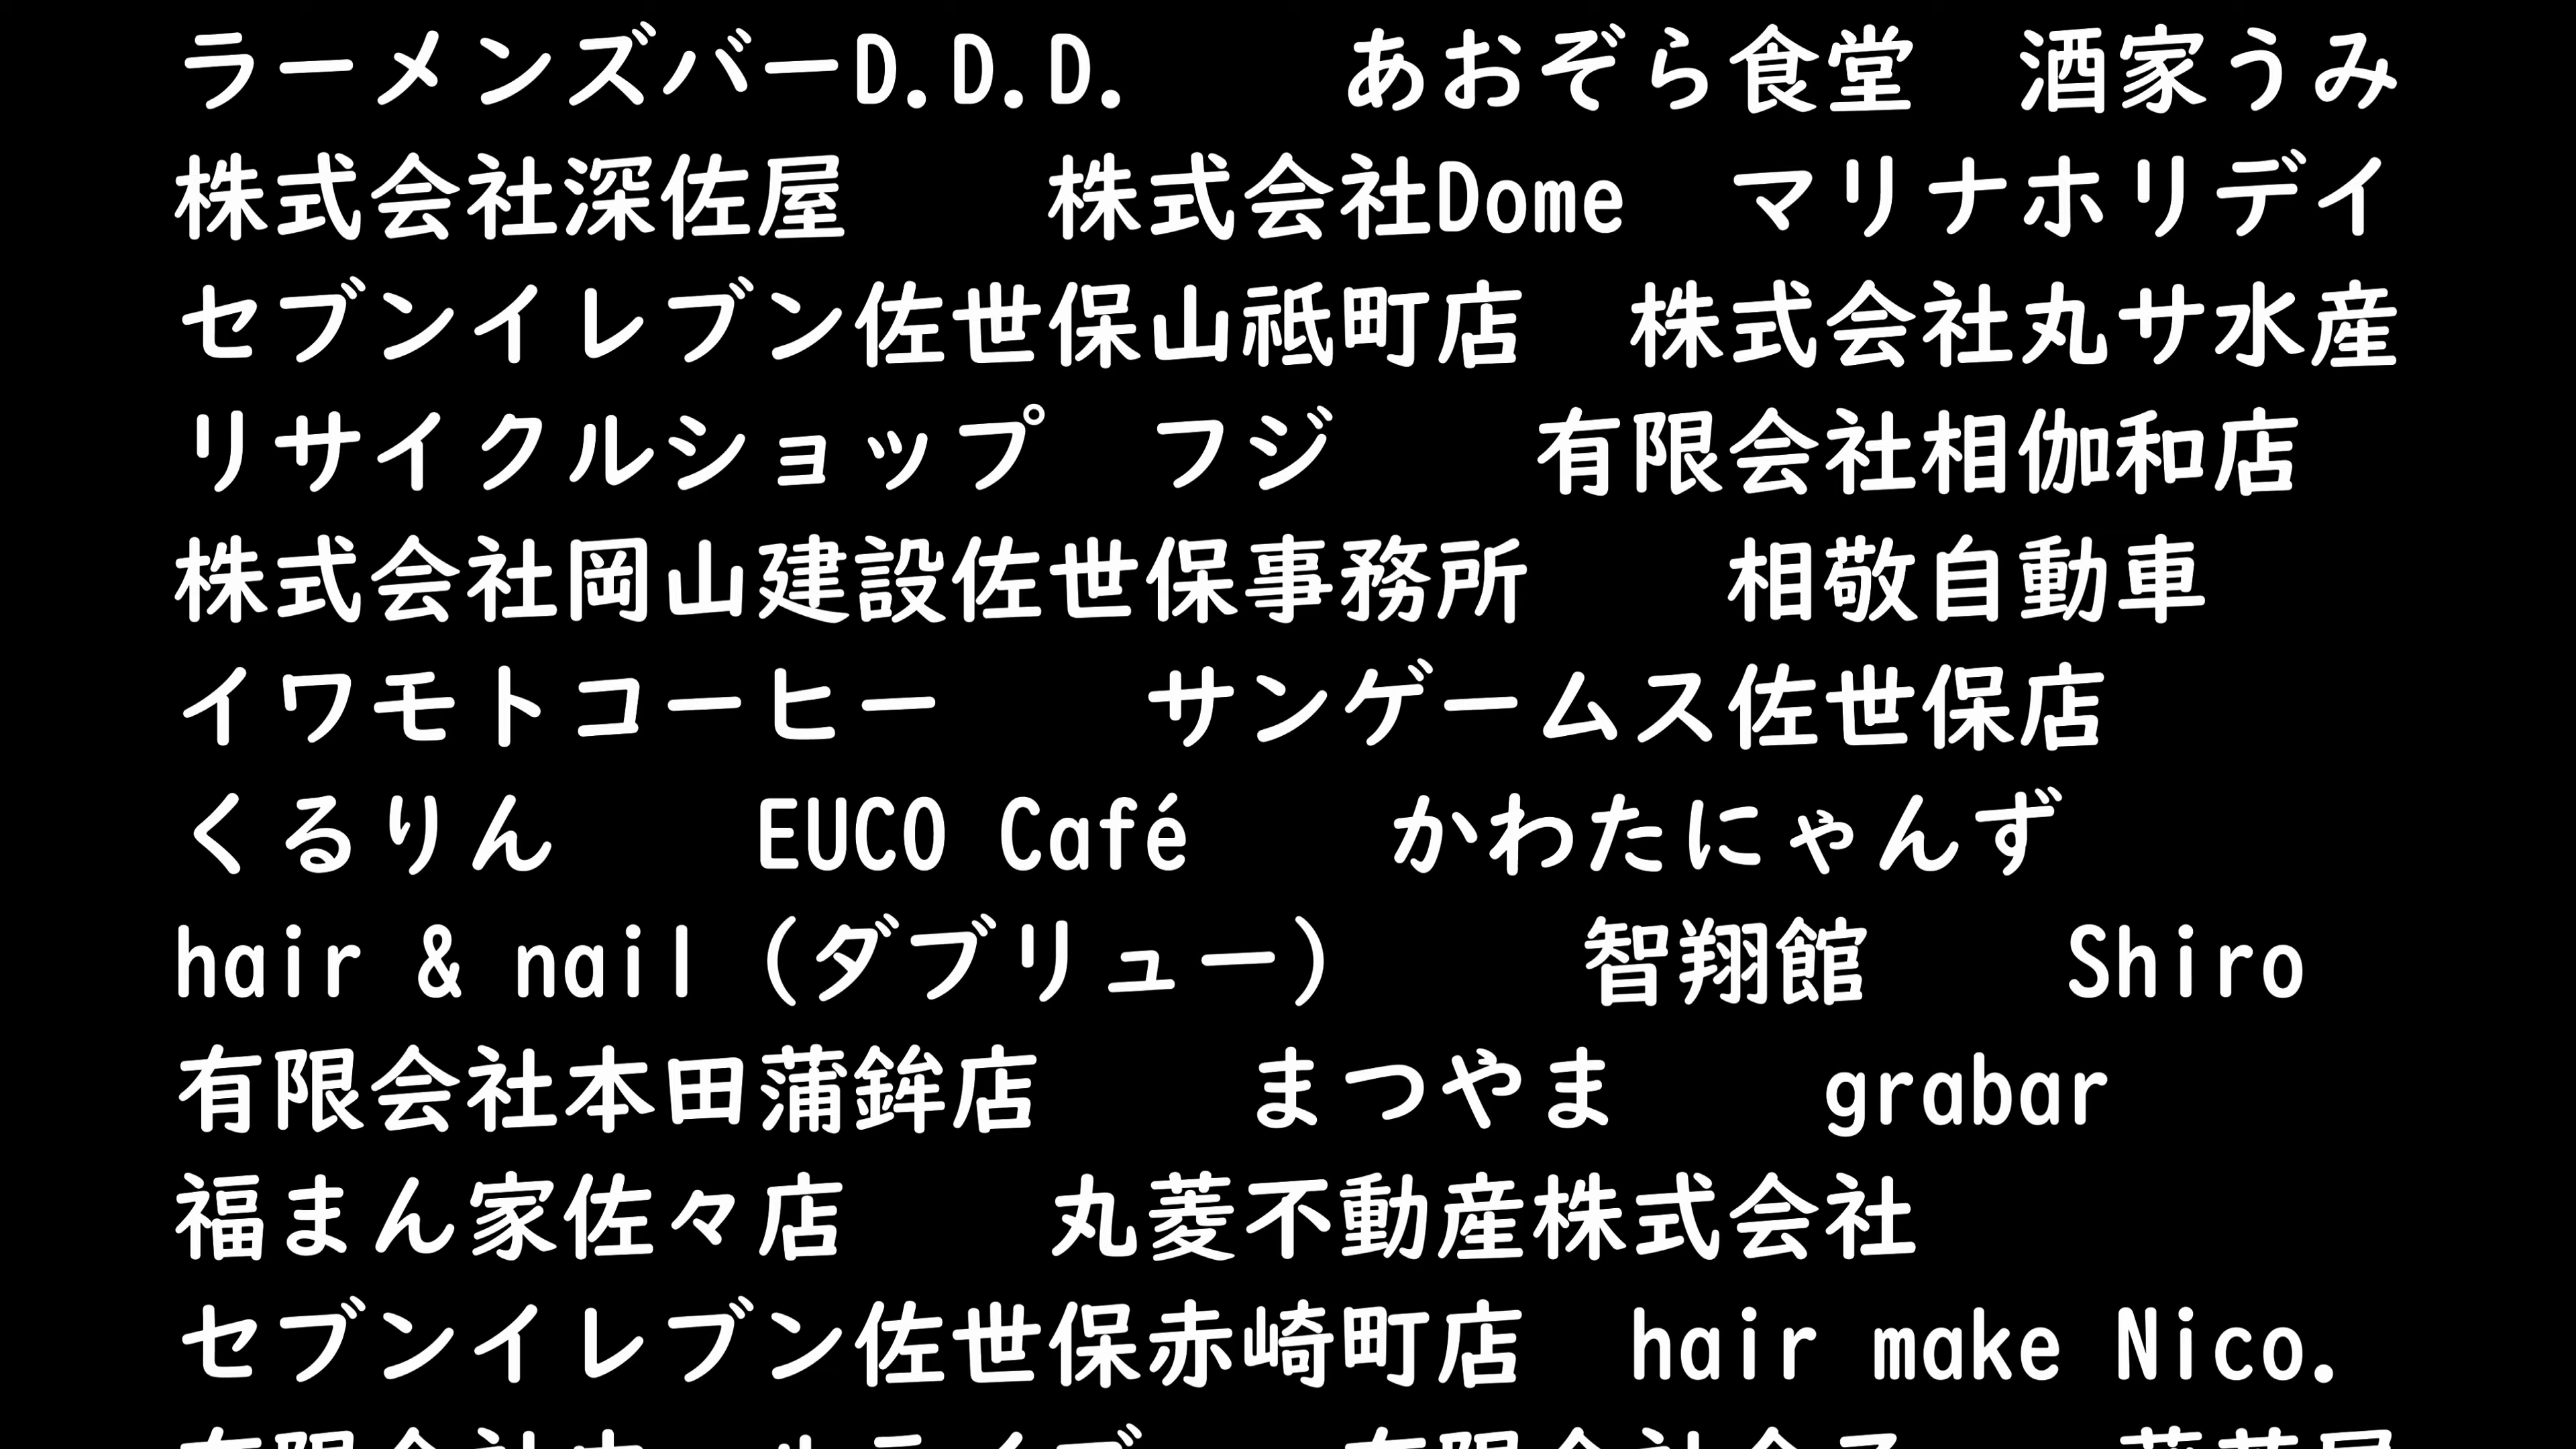 ラーメンズバーD.D.D.　　あおぞら食堂　酒家うみ
株式会社深佐屋　　株式会社Dome　マリナホリデイ
セブンイレブン佐世保山祗町店　株式会社丸サ水産
リサイクルショップ　フジ　　有限会社相伽和店
株式会社岡山建設佐世保事務所　　相敬自動車
イワモトコーヒー　　サンゲームス佐世保店
くるりん　　EUCO Café　　かわたにゃんず
hair & nail（ダブリュー）　　智翔館　　Shiro
有限会社本田蒲鉾店　　まつやま　　grabar
福まん家佐々店　　丸菱不動産株式会社
セブンイレブン佐世保赤崎町店　hair make Nico.